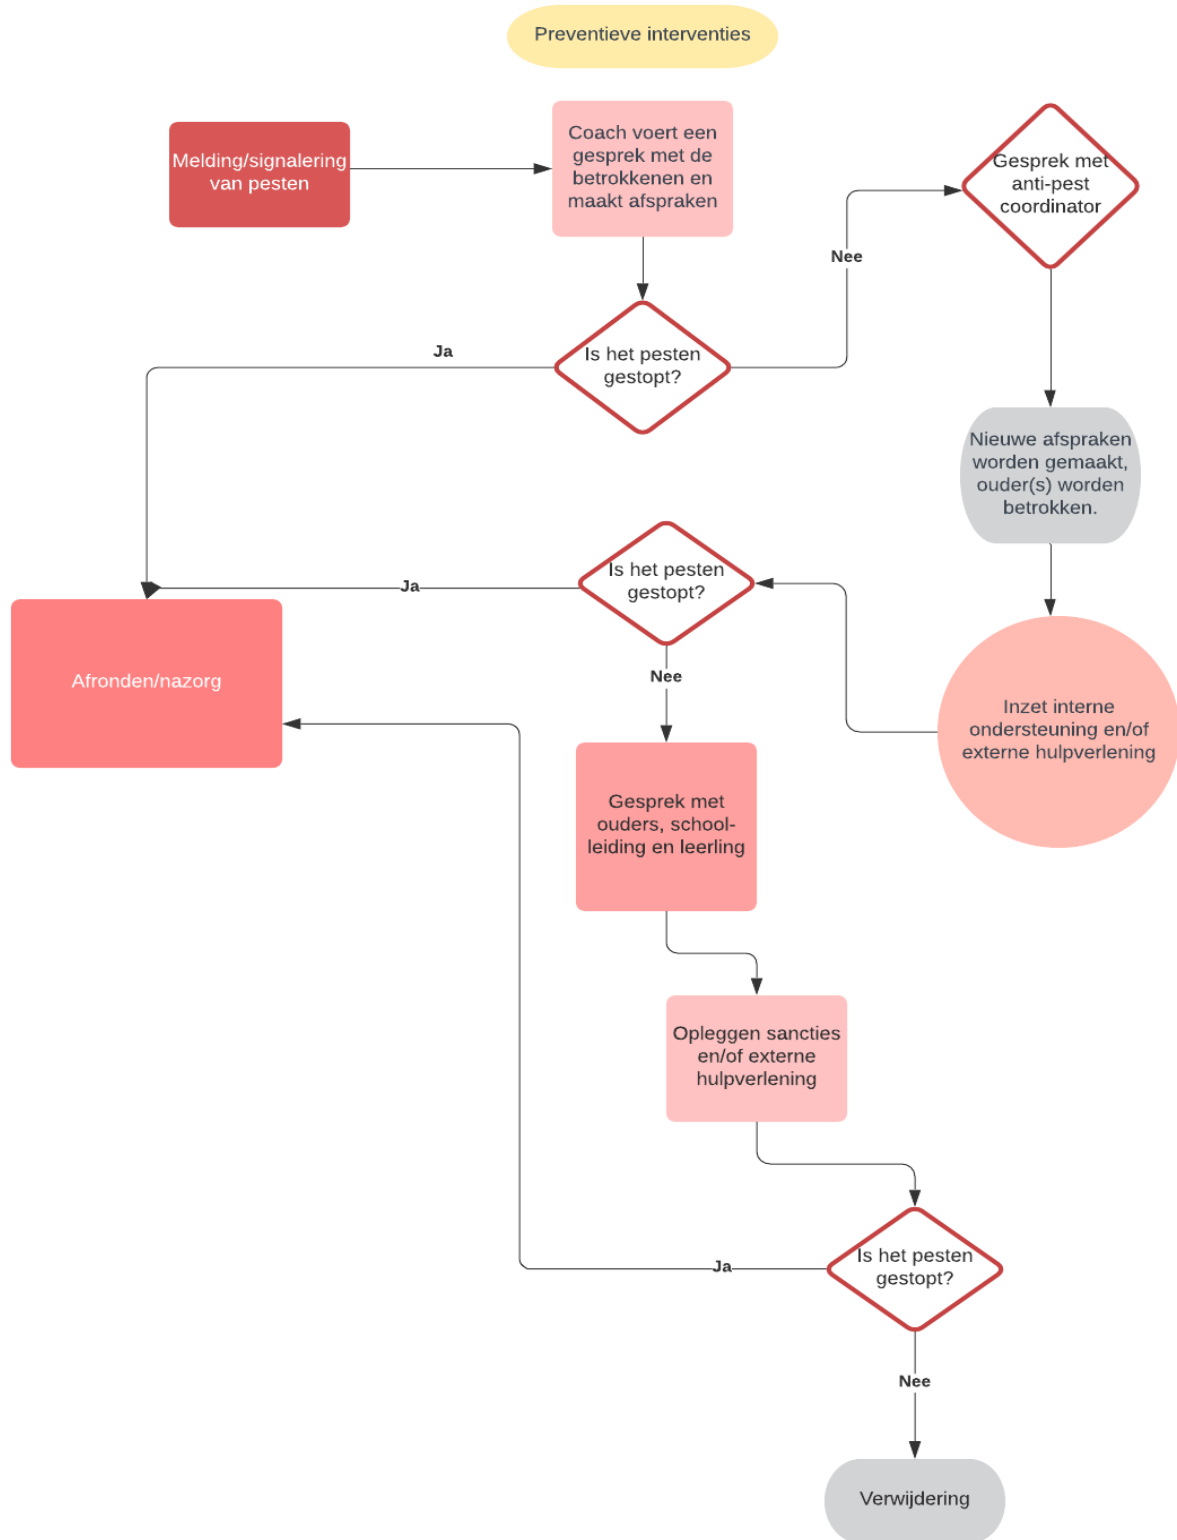 Preventieve interventies
Melding/signalering
van pesten
Coach voert een
gesprek met de
betrokkenen en
maakt afspraken
Gesprek met
anti-pest
coordinator
Nee
Ja
Is het pesten
gestopt?
Nieuwe afspraken
worden gemaakt,
ouder(s) worden
betrokken.
Is het pesten
gestopt?
Ja
Nee
Afronden/nazorg
Inzet interne
ondersteuning en/of
externe hulpverlening
Gesprek met
ouders, school-
leiding en leerling
Opleggen sancties
en/of externe
hulpverlening
Is het pesten
gestopt?
Ja
Nee
Verwijdering